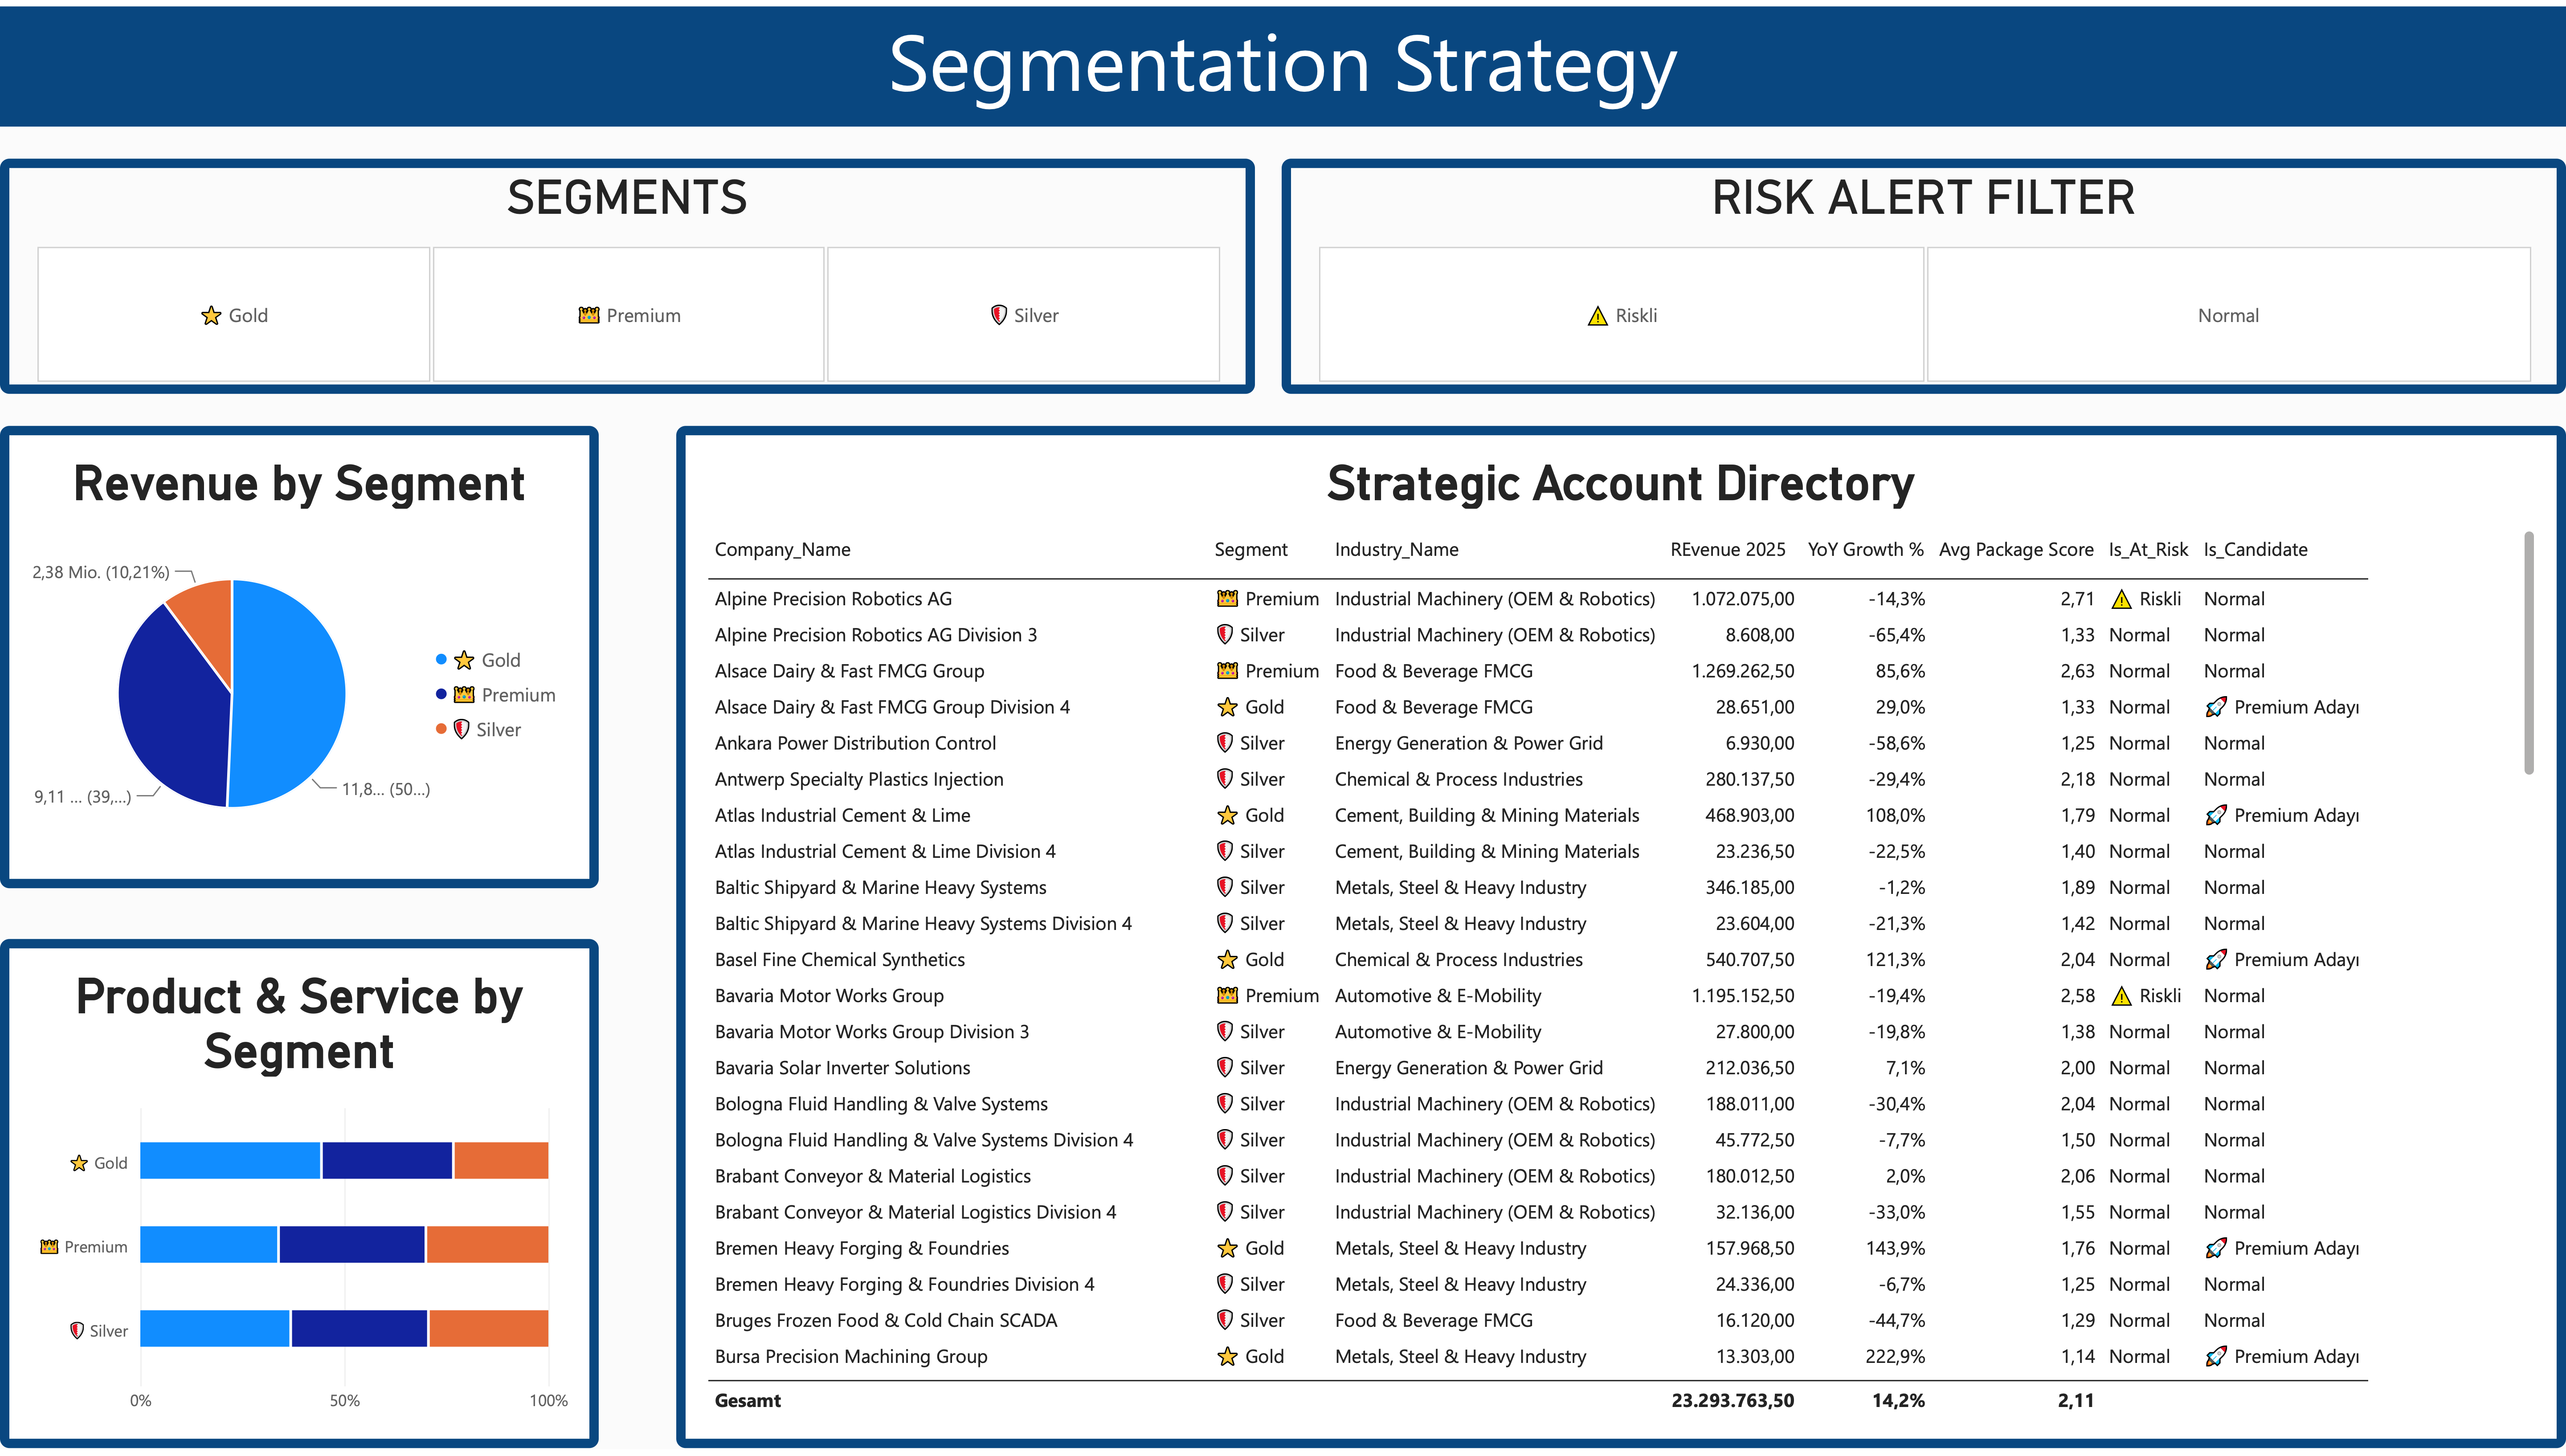 Segmentation Strategy
SEGMENTS
Gold
Premium
Silver
RISK ALERT FILTER
Riskli
Normal
Revenue by Segment
2,38 Mio. (10,21%)
9,11 ... (39,...)
11,8... (50...)
Gold
Premium
Silver
Product & Service by
Segment
Gold
Premium
Silver
0% 50% 100%
Strategic Account Directory
Company_Name Segment Industry_Name REvenue 2025 YoY Growth % Avg Package Score Is_At_Risk Is_Candidate
Alpine Precision Robotics AG Premium Industrial Machinery (OEM & Robotics) 1.072.075,00 -14,3% 2,71 Riskli Normal
Alpine Precision Robotics AG Division 3 Silver Industrial Machinery (OEM & Robotics) 8.608,00 -65,4% 1,33 Normal Normal
Alsace Dairy & Fast FMCG Group Premium Food & Beverage FMCG 1.269.262,50 85,6% 2,63 Normal Normal
Alsace Dairy & Fast FMCG Group Division 4 Gold Food & Beverage FMCG 28.651,00 29,0% 1,33 Normal Premium Adayı
Ankara Power Distribution Control Silver Energy Generation & Power Grid 6.930,00 -58,6% 1,25 Normal Normal
Antwerp Specialty Plastics Injection Silver Chemical & Process Industries 280.137,50 -29,4% 2,18 Normal Normal
Atlas Industrial Cement & Lime Gold Cement, Building & Mining Materials 468.903,00 108,0% 1,79 Normal Premium Adayı
Atlas Industrial Cement & Lime Division 4 Silver Cement, Building & Mining Materials 23.236,50 -22,5% 1,40 Normal Normal
Baltic Shipyard & Marine Heavy Systems Silver Metals, Steel & Heavy Industry 346.185,00 -1,2% 1,89 Normal Normal
Baltic Shipyard & Marine Heavy Systems Division 4 Silver Metals, Steel & Heavy Industry 23.604,00 -21,3% 1,42 Normal Normal
Basel Fine Chemical Synthetics Gold Chemical & Process Industries 540.707,50 121,3% 2,04 Normal Premium Adayı
Bavaria Motor Works Group Premium Automotive & E-Mobility 1.195.152,50 -19,4% 2,58 Riskli Normal
Bavaria Motor Works Group Division 3 Silver Automotive & E-Mobility 27.800,00 -19,8% 1,38 Normal Normal
Bavaria Solar Inverter Solutions Silver Energy Generation & Power Grid 212.036,50 7,1% 2,00 Normal Normal
Bologna Fluid Handling & Valve Systems Silver Industrial Machinery (OEM & Robotics) 188.011,00 -30,4% 2,04 Normal Normal
Bologna Fluid Handling & Valve Systems Division 4 Silver Industrial Machinery (OEM & Robotics) 45.772,50 -7,7% 1,50 Normal Normal
Brabant Conveyor & Material Logistics Silver Industrial Machinery (OEM & Robotics) 180.012,50 2,0% 2,06 Normal Normal
Brabant Conveyor & Material Logistics Division 4 Silver Industrial Machinery (OEM & Robotics) 32.136,00 -33,0% 1,55 Normal Normal
Bremen Heavy Forging & Foundries Gold Metals, Steel & Heavy Industry 157.968,50 143,9% 1,76 Normal Premium Adayı
Bremen Heavy Forging & Foundries Division 4 Silver Metals, Steel & Heavy Industry 24.336,00 -6,7% 1,25 Normal Normal
Bruges Frozen Food & Cold Chain SCADA Silver Food & Beverage FMCG 16.120,00 -44,7% 1,29 Normal Normal
Bursa Precision Machining Group Gold Metals, Steel & Heavy Industry 13.303,00 222,9% 1,14 Normal Premium Adayı
Gesamt 23.293.763,50 14,2% 2,11